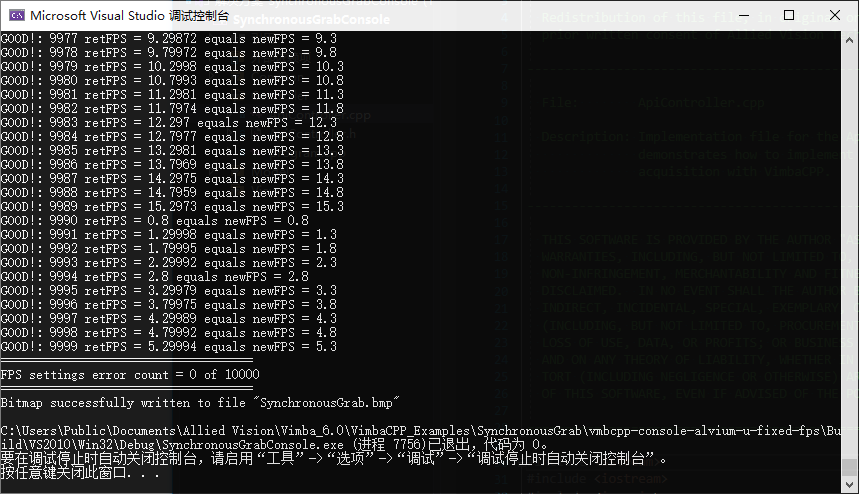 Microsoft Visual Studio 调试控制台
GOOD!: 9977 retFPS = 9.29872 equals newFPS = 9.3
GOOD!: 9978 retFPS = 9.79972 equals newFPS = 9.8
GOOD!: 9979 retFPS = 10.2998 equals newFPS = 10.3
GOOD!: 9980 retFPS = 10.7993 equals newFPS = 10.8
GOOD!: 9981 retFPS = 11.2981 equals newFPS = 11.3
GOOD!: 9982 retFPS = 11.7974 equals newFPS = 11.8
GOOD!: 9983 retFPS = 12.297 equals newFPS = 12.3
GOOD!: 9984 retFPS = 12.7977 equals newFPS = 12.8
GOOD!: 9985 retFPS = 13.2981 equals newFPS = 13.3
GOOD!: 9986 retFPS = 13.7969 equals newFPS = 13.8
GOOD!: 9987 retFPS = 14.2975 equals newFPS = 14.3
GOOD!: 9988 retFPS = 14.7959 equals newFPS = 14.8
GOOD!: 9989 retFPS = 15.2973 equals newFPS = 15.3
GOOD!: 9990 retFPS = 0.8 equals newFPS = 0.8
GOOD!: 9991 retFPS = 1.29998 equals newFPS = 1.3
GOOD!: 9992 retFPS = 1.79995 equals newFPS = 1.8
GOOD!: 9993 retFPS = 2.29992 equals newFPS = 2.3
GOOD!: 9994 retFPS = 2.8 equals newFPS = 2.8
GOOD!: 9995 retFPS = 3.29979 equals newFPS = 3.3
GOOD!: 9996 retFPS = 3.79975 equals newFPS = 3.8
GOOD!: 9997 retFPS = 4.29989 equals newFPS = 4.3
GOOD!: 9998 retFPS = 4.79992 equals newFPS = 4.8
GOOD!: 9999 retFPS = 5.29994 equals newFPS = 5.3
====================================
FPS settings error count = 0 of 10000
====================================
Bitmap successfully written to file "SynchronousGrab.bmp"
C:\Users\Public\Documents\Allied Vision\Vimba_6.0\VimbaCPP_Examples\SynchronousGrab\vmbcpp-console-alvium-u-fixed-fps\Bu
ild\VS2010\Win32\Debug\SynchronousGrabConsole.exe (进程 7756)已退出，代码为 0。
要在调试停止时自动关闭控制台，请启用“工具”->“选项”->“调试”->“调试停止时自动关闭控制台”。
按任意键关闭此窗口. . .